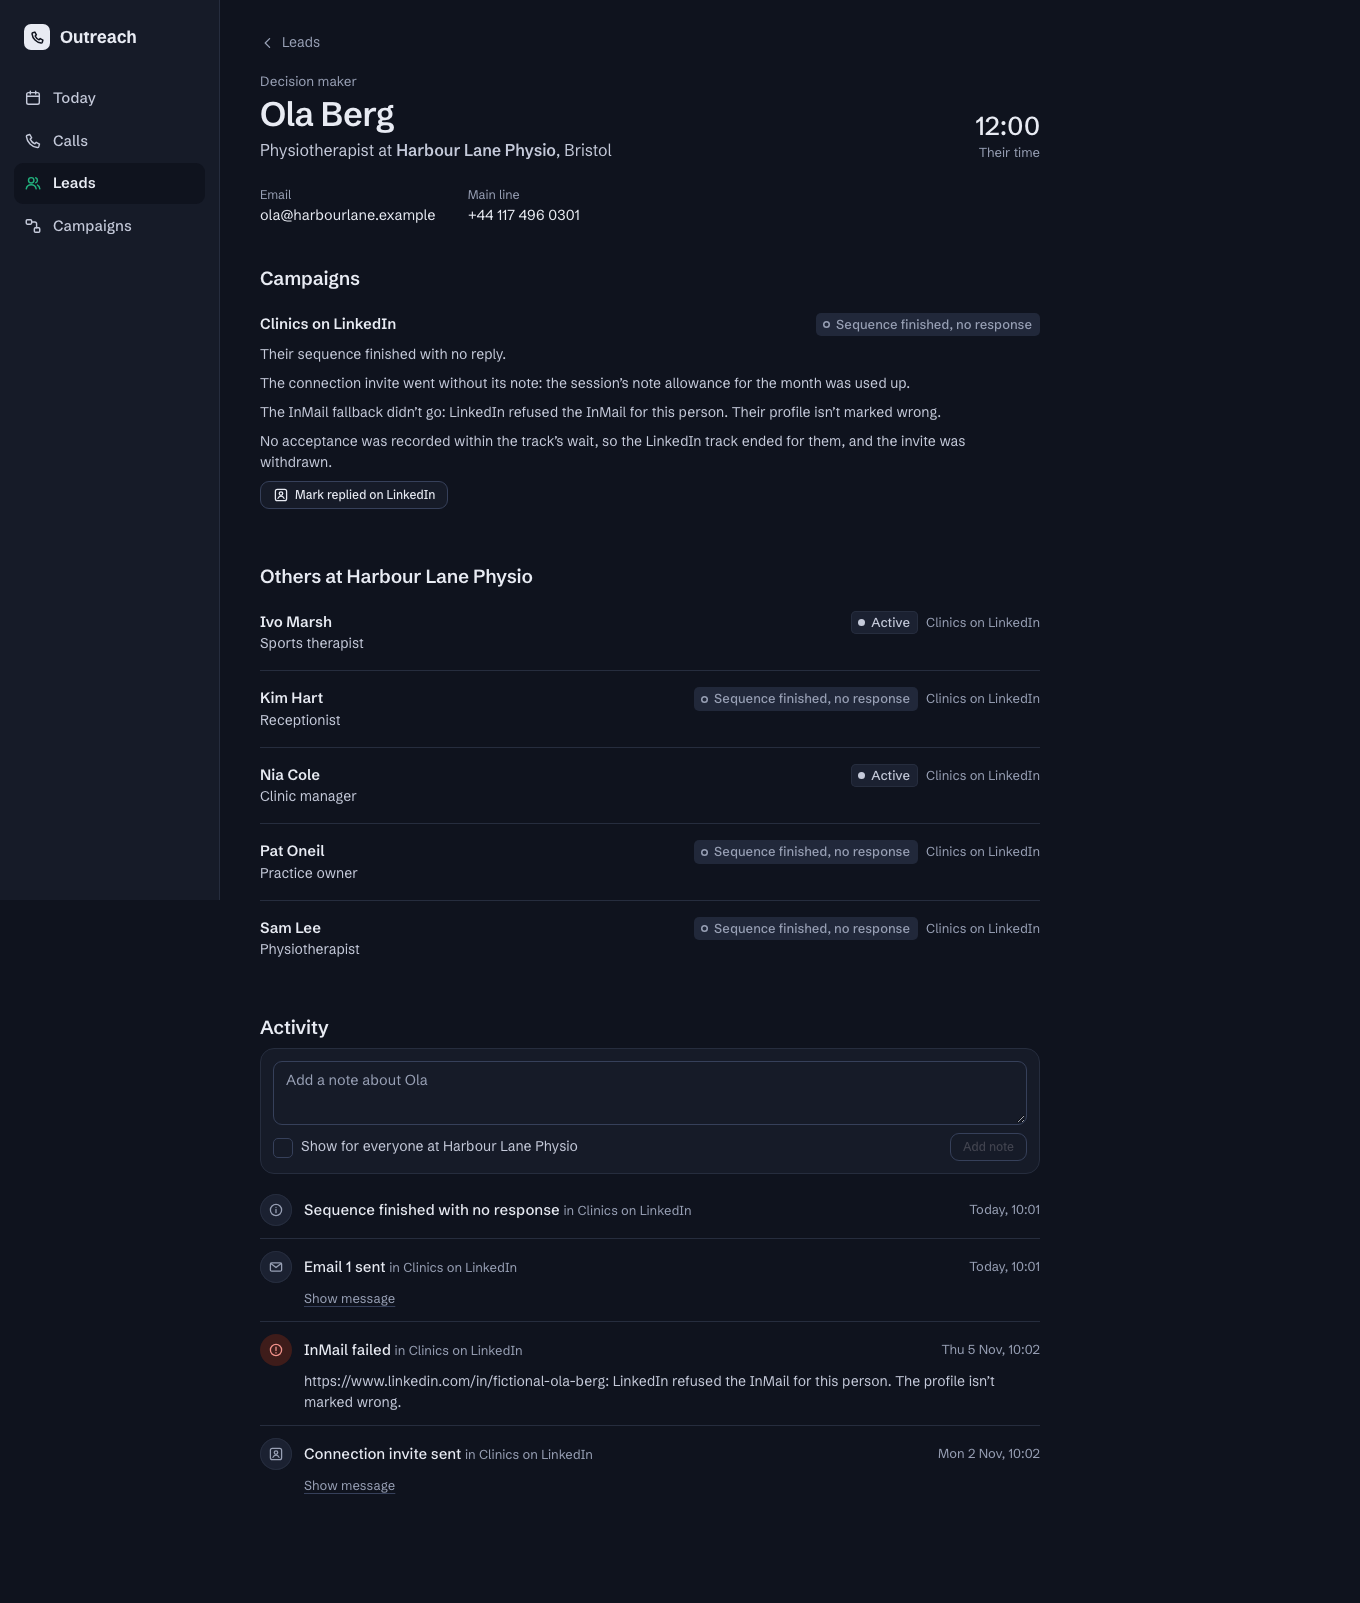 Outreach
Today
Calls
Leads
Campaigns
Leads
Decision maker
Ola Berg
Physiotherapist at Harbour Lane Physio, Bristol
12:00
Their time
Email
ola@harbourlane.example
Main line
+44 117 496 0301
Campaigns
Clinics on LinkedIn
Sequence finished, no response
Their sequence finished with no reply.
The connection invite went without its note: the session’s note allowance for the month was used up.
The InMail fallback didn’t go: LinkedIn refused the InMail for this person. Their profile isn’t marked wrong.
No acceptance was recorded within the track’s wait, so the LinkedIn track ended for them, and the invite was
withdrawn.
Mark replied on LinkedIn
Others at Harbour Lane Physio
Ivo Marsh
Active Clinics on LinkedIn
Sports therapist
Kim Hart
Sequence finished, no response Clinics on LinkedIn
Receptionist
Nia Cole
Active Clinics on LinkedIn
Clinic manager
Pat Oneil
Sequence finished, no response Clinics on LinkedIn
Practice owner
Sam Lee
Sequence finished, no response Clinics on LinkedIn
Physiotherapist
Activity
Add a note about Ola
Show for everyone at Harbour Lane Physio
Add note
Sequence finished with no response in Clinics on LinkedIn
Today, 10:01
Email 1 sent in Clinics on LinkedIn
Today, 10:01
Show message
InMail failed in Clinics on LinkedIn
Thu 5 Nov, 10:02
https://www.linkedin.com/in/fictional-ola-berg: LinkedIn refused the InMail for this person. The profile isn’t
marked wrong.
Connection invite sent in Clinics on LinkedIn
Mon 2 Nov, 10:02
Show message